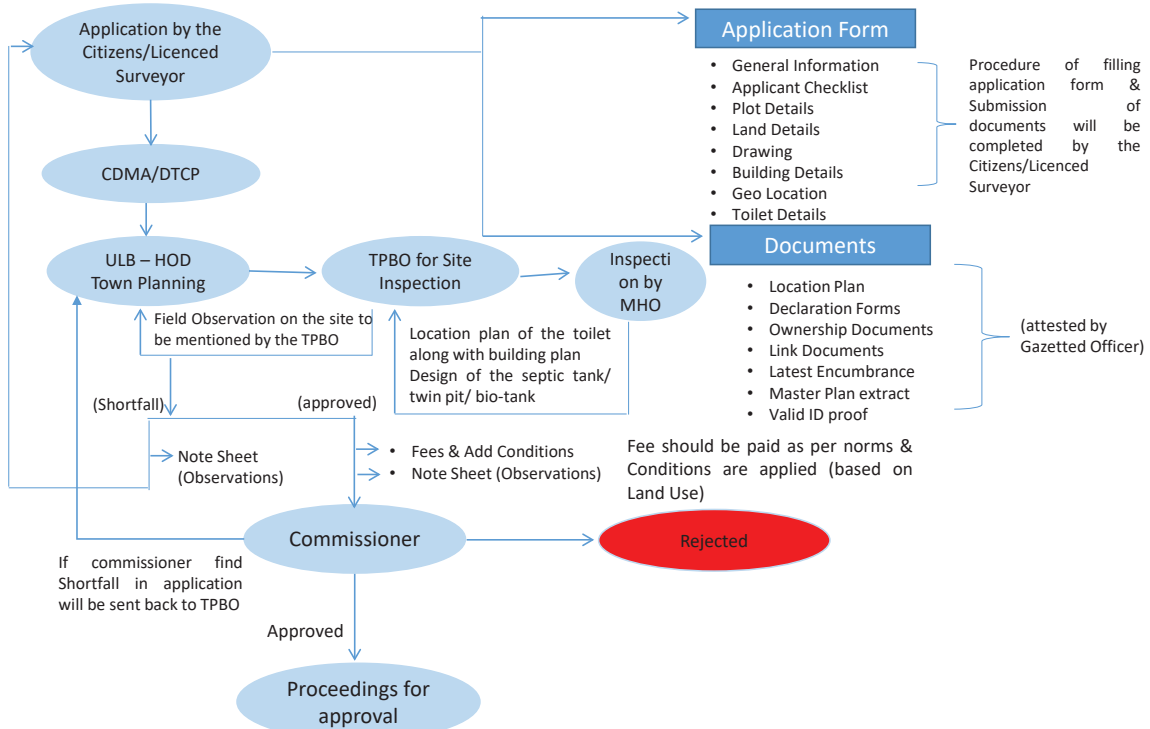 Application by the
Citizens/Licenced
Surveyor
Application Form
• General Information
• Applicant Checklist
• Plot Details
• Land Details
• Drawing
• Building Details
• Geo Location
• Toilet Details
Procedure of filling
application form &
Submission of
documents will be
completed by the
Citizens/Licenced
Surveyor
CDMA/DTCP
Documents
ULB – HOD
Town Planning
TPBO for Site
Inspection
Inspecti
on by
MHO
• Location Plan
• Declaration Forms
• Ownership Documents
• Link Documents
• Latest Encumbrance
• Master Plan extract
• Valid ID proof
(attested by
Gazetted Officer)
Field Observation on the site to
be mentioned by the TPBO
Location plan of the toilet
along with building plan
Design of the septic tank/
twin pit/ bio-tank
(Shortfall)
(approved)
Note Sheet
(Observations)
• Fees & Add Conditions
• Note Sheet (Observations)
Fee should be paid as per norms &
Conditions are applied (based on
Land Use)
Commissioner
Rejected
If commissioner find
Shortfall in application
will be sent back to TPBO
Approved
Proceedings for
approval